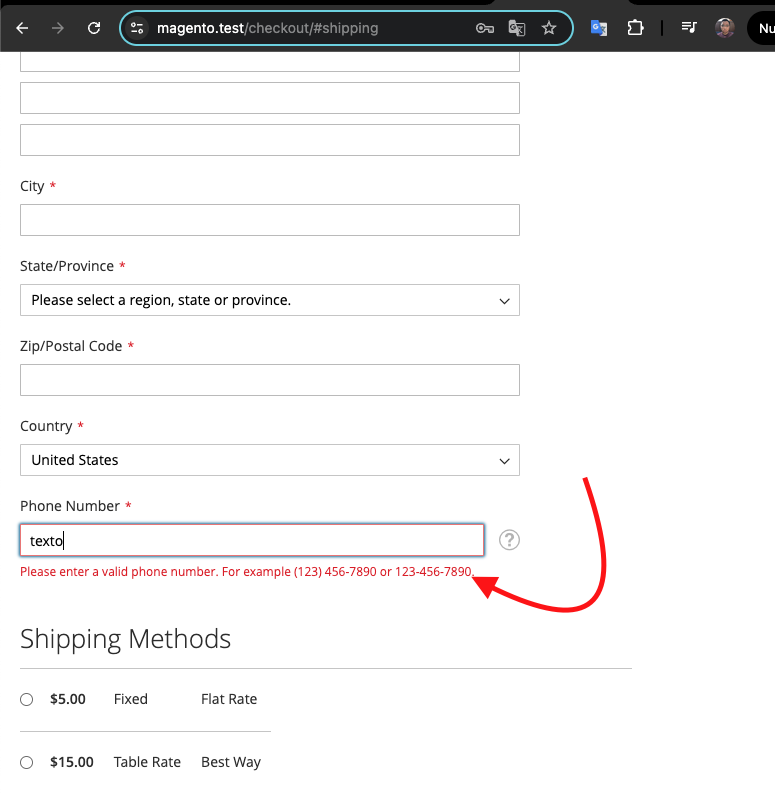 magento.test/checkout/#shipping
Nu
City *
State/Province *
Please select a region, state or province.
Zip/Postal Code *
Country *
United States
Phone Number *
texto
?
Please enter a valid phone number. For example (123) 456-7890 or 123-456-7890.
Shipping Methods
$5.00 Fixed Flat Rate
$15.00 Table Rate Best Way